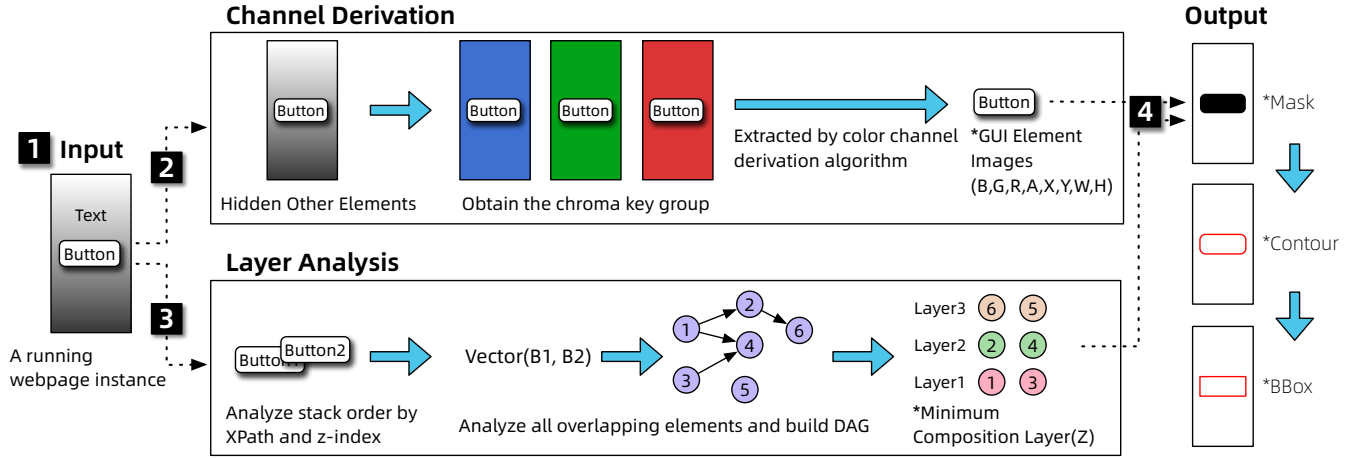 Channel Derivation
Output
1 Input
Text
Button
A running
webpage instance
2
3
Button
Hidden Other Elements
Button
Button
Button
Obtain the chroma key group
Extracted by color channel
derivation algorithm
Button
*GUI Element
Images
(B,G,R,A,X,Y,W,H)
4
*Mask
*Contour
*BBox
Layer Analysis
Button2
Analyze stack order by
XPath and z-index
Vector(B1, B2)
1
2
3
4
5
6
Analyze all overlapping elements and build DAG
Layer3 6 5
Layer2 2 4
Layer1 1 3
*Minimum
Composition Layer(Z)